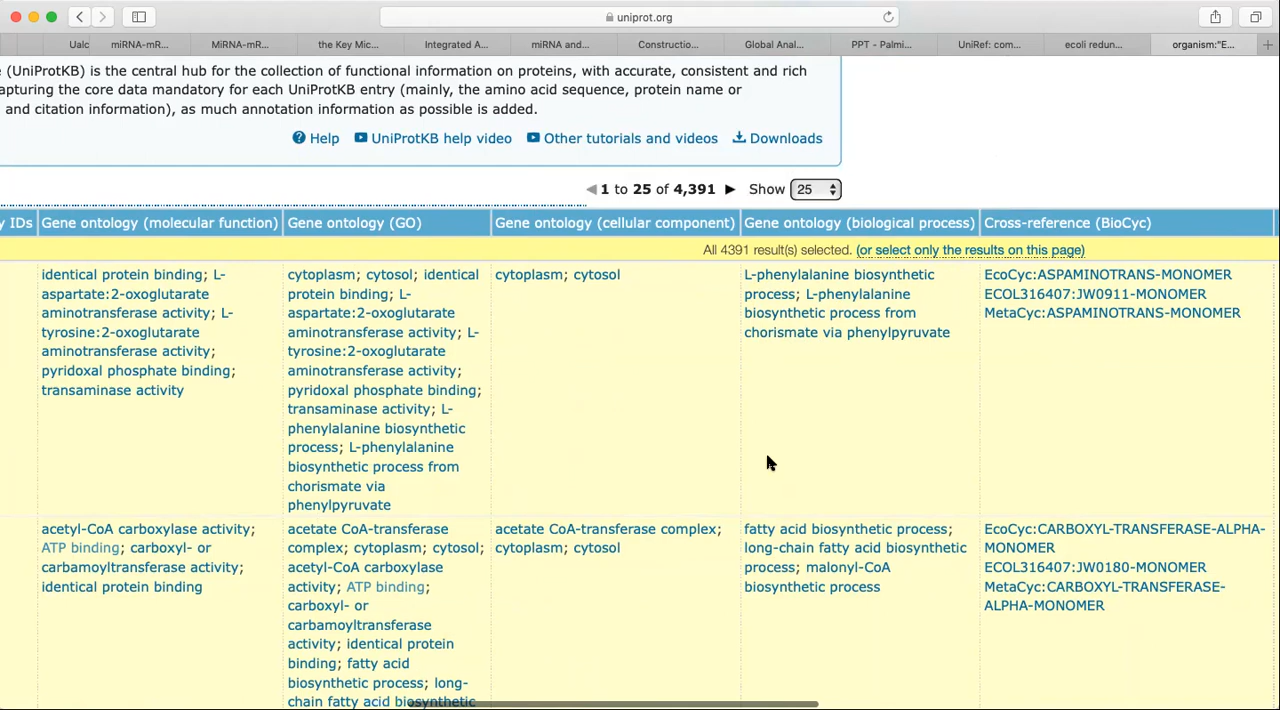 uniprot.org
Ualc
miRNA-mR...
MiRNA-mR...
the Key Mic...
Integrated A...
miRNA and...
Constructio...
Global Anal...
PPT - Palmi...
UniRef: com...
ecoli redun...
organism:"E...
e (UniProtKB) is the central hub for the collection of functional information on proteins, with accurate, consistent and rich
apturing the core data mandatory for each UniProtKB entry (mainly, the amino acid sequence, protein name or
and citation information), as much annotation information as possible is added.
Help UniProtKB help video Other tutorials and videos Downloads
1 to 25 of 4,391 Show 25
y IDs Gene ontology (molecular function) Gene ontology (GO) Gene ontology (cellular component) Gene ontology (biological process) Cross-reference (BioCyc)
All 4391 result(s) selected. (or select only the results on this page)
identical protein binding; L-
aspartate:2-oxoglutarate
aminotransferase activity; L-
tyrosine:2-oxoglutarate
aminotransferase activity;
pyridoxal phosphate binding;
transaminase activity
cytoplasm; cytosol; identical
protein binding; L-
aspartate:2-oxoglutarate
aminotransferase activity; L-
tyrosine:2-oxoglutarate
aminotransferase activity;
pyridoxal phosphate binding;
transaminase activity; L-
phenylalanine biosynthetic
process; L-phenylalanine
biosynthetic process from
chorismate via
phenylpyruvate
cytoplasm; cytosol
L-phenylalanine biosynthetic
process; L-phenylalanine
biosynthetic process from
chorismate via phenylpyruvate
EcoCyc:ASPAMINOTRANS-MONOMER
ECOL316407:JW0911-MONOMER
MetaCyc:ASPAMINOTRANS-MONOMER
acetyl-CoA carboxylase activity;
ATP binding; carboxyl- or
carbamoyltransferase activity;
identical protein binding
acetate CoA-transferase
complex; cytoplasm; cytosol;
acetyl-CoA carboxylase
activity; ATP binding;
carboxyl- or
carbamoyltransferase
activity; identical protein
binding; fatty acid
biosynthetic process; long-
chain fatty acid biosynthetic
acetate CoA-transferase complex;
cytoplasm; cytosol
fatty acid biosynthetic process;
long-chain fatty acid biosynthetic
process; malonyl-CoA
biosynthetic process
EcoCyc:CARBOXYL-TRANSFERASE-ALPHA-
MONOMER
ECOL316407:JW0180-MONOMER
MetaCyc:CARBOXYL-TRANSFERASE-
ALPHA-MONOMER